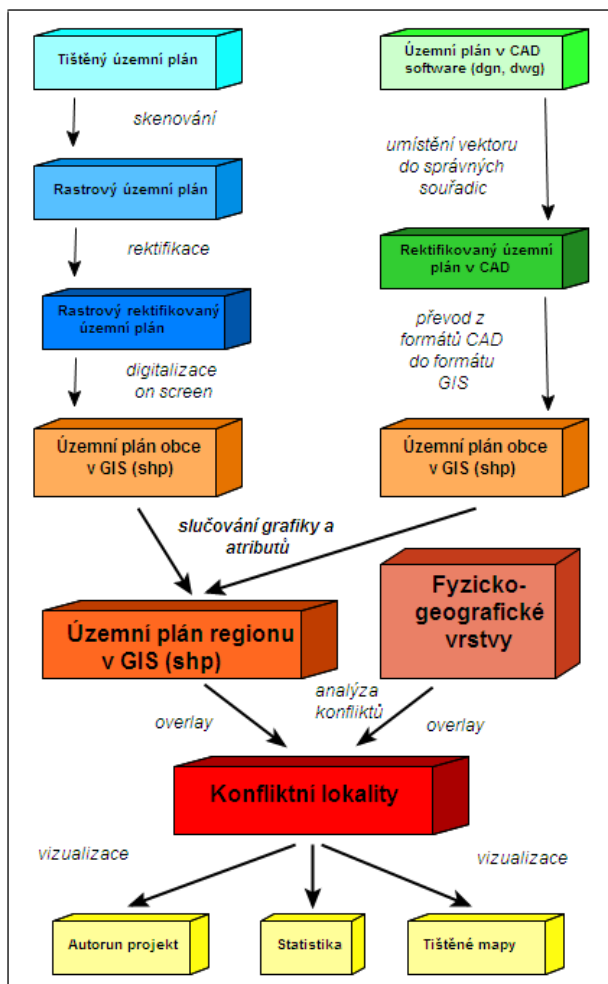 Tištěný územní plán
Územní plán v CAD
software (dgn, dwg)
skenování
umístění vektoru
do správných
souřadic
Rastrový územní plán
rektifikace
Rektifikovaný územní
plán v CAD
Rastrový rektifikovaný
územní plán
digitalizace
on screen
převod z
formátů CAD
do formátu
GIS
Územní plán obce
v GIS (shp)
Územní plán obce
v GIS (shp)
slučování grafiky a
atributů
Fyzicko-
geografické
vrstvy
Územní plán regionu
v GIS (shp)
analýza
konfliktů
overlay
overlay
Konfliktní lokality
vizualizace
vizualizace
Autorun projekt
Statistika
Tištěné mapy